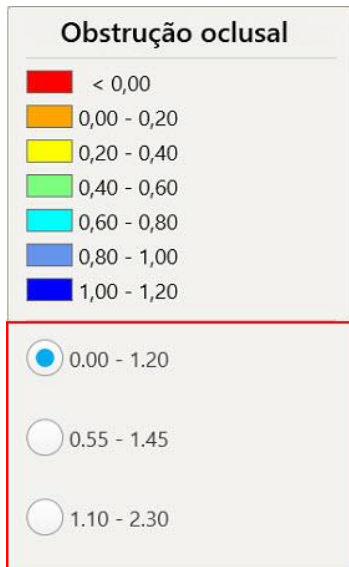 Obstrução oclusal
< 0,00
0,00 - 0,20
0,20 - 0,40
0,40 - 0,60
0,60 - 0,80
0,80 - 1,00
1,00 - 1,20
0.00 - 1.20
0.55 - 1.45
1.10 - 2.30